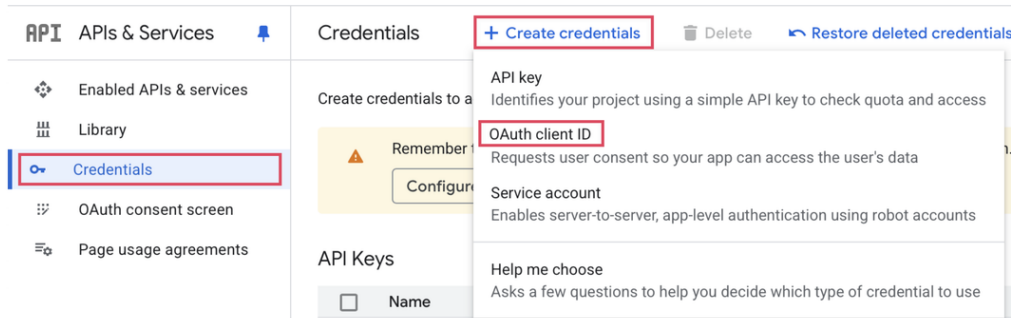 API APIs & Services
Enabled APIs & services
Library
Credentials
OAuth consent screen
Page usage agreements
Credentials
+ Create credentials
Delete
Restore deleted credentials
Create credentials to a
Remember
Configur
API Keys
Name
API key
Identifies your project using a simple API key to check quota and access
OAuth client ID
Requests user consent so your app can access the user's data
Service account
Enables server-to-server, app-level authentication using robot accounts
Help me choose
Asks a few questions to help you decide which type of credential to use